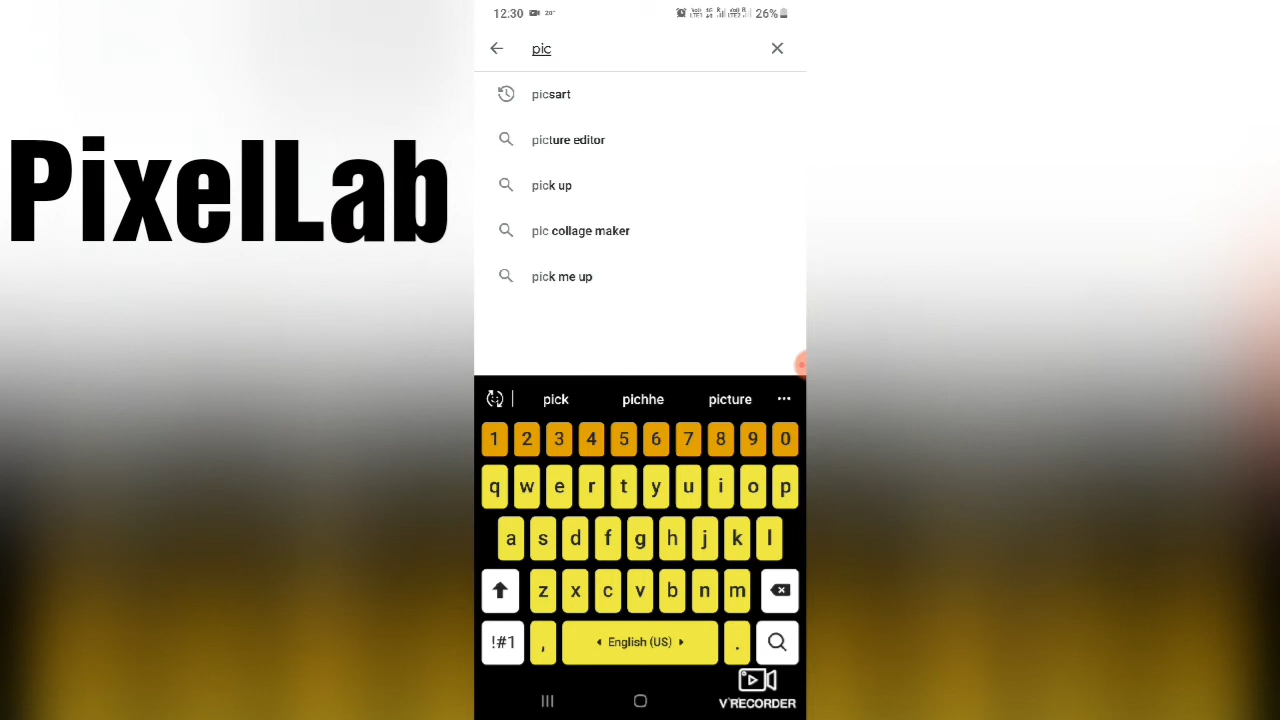 PixelLab
12:30
26%
pic
picsart
picture editor
pick up
pic collage maker
pick me up
pick pichhe picture
1 2 3 4 5 6 7 8 9 0
q w e r t y u i o p
a s d f g h j k l
z x c v b n m
!#1 , English (US) .
V RECORDER